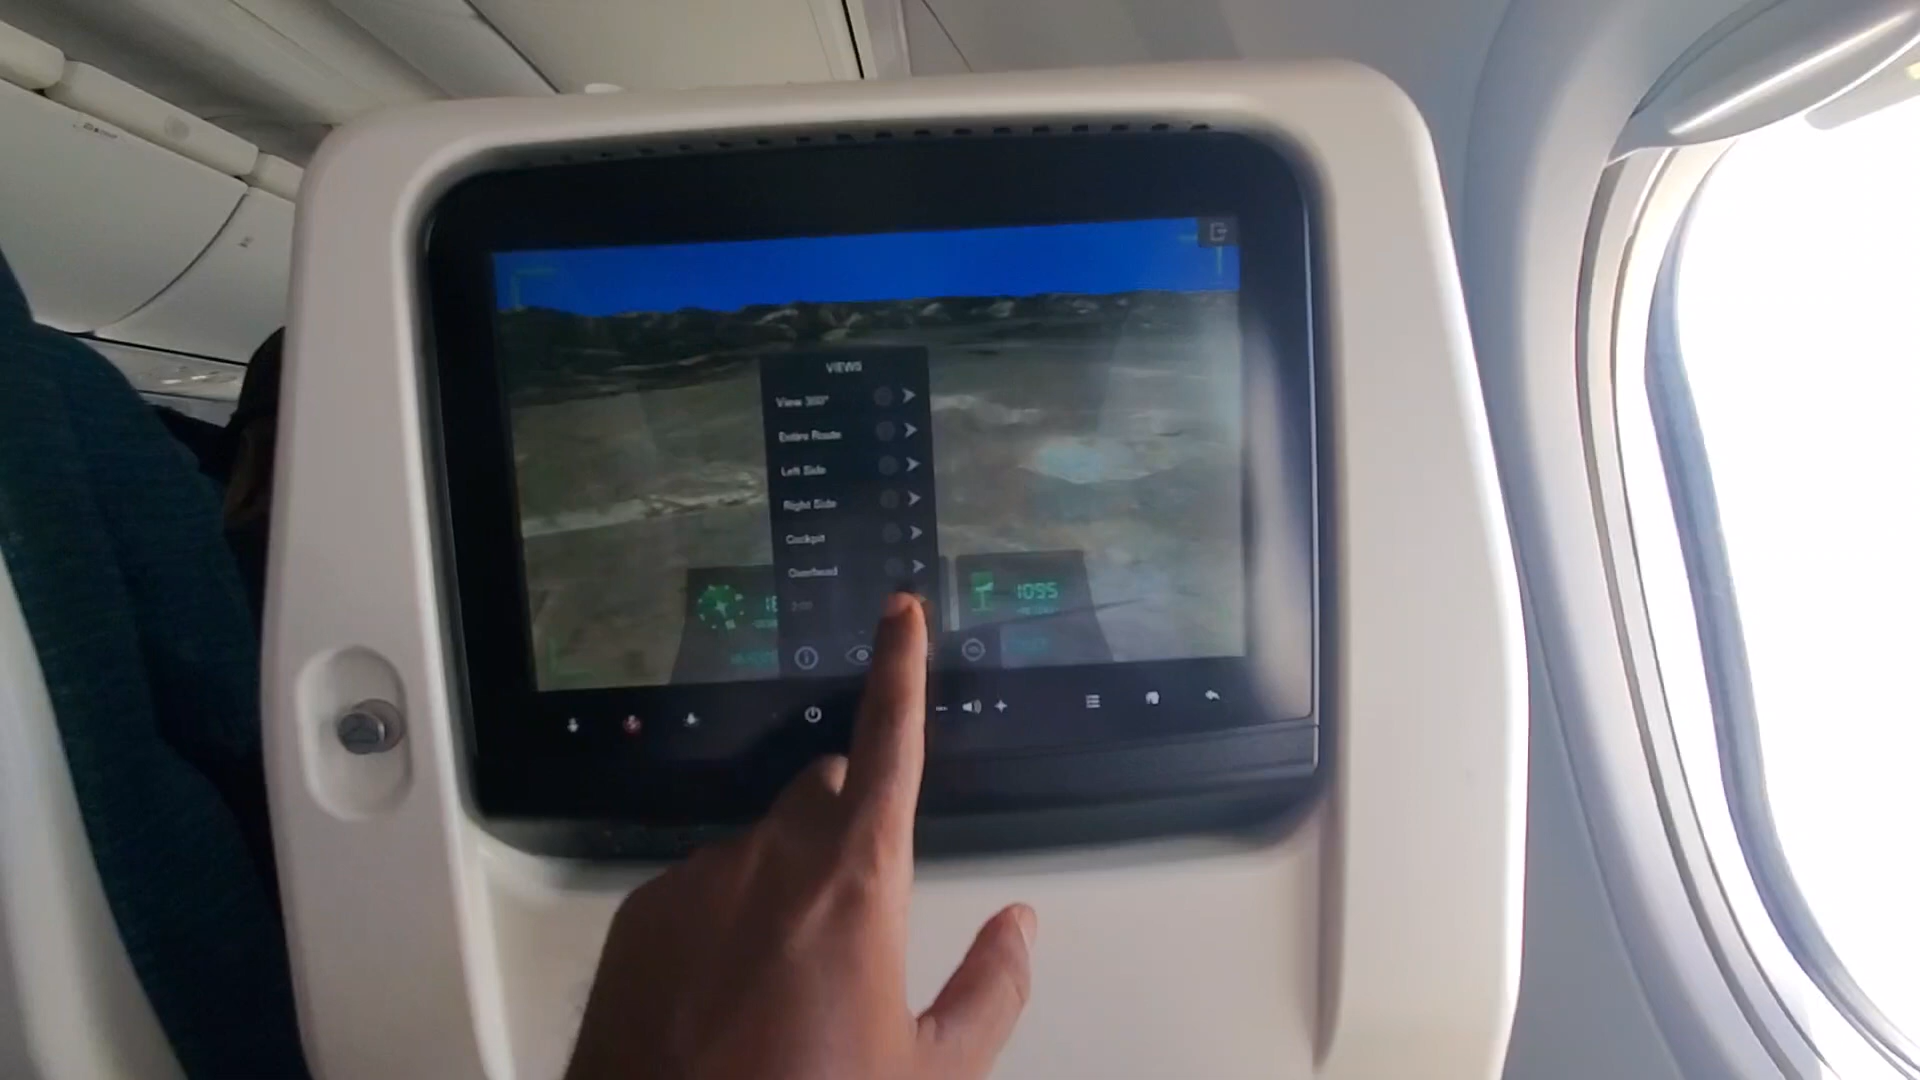 VIEWS
View 360°
Entire Route
Left Side
Right Side
Cockpit
Overhead
1095